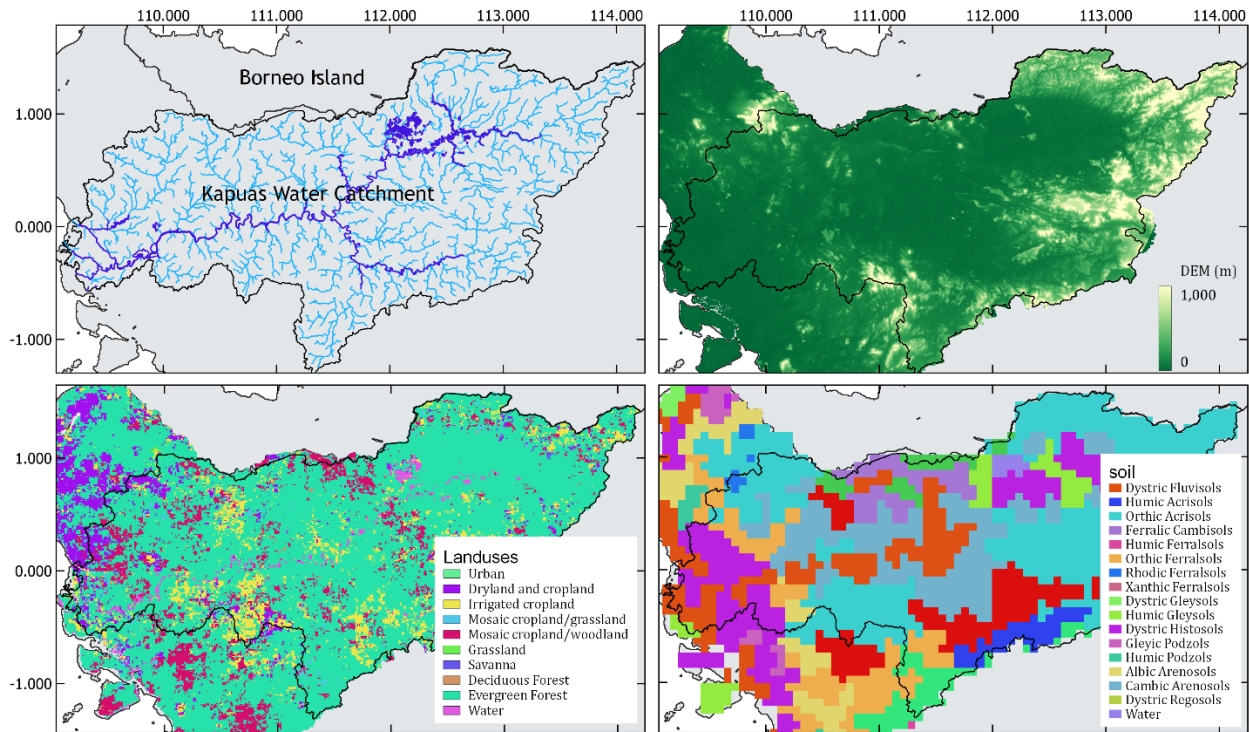 110.000 111.000 112.000 113.000 114.000
110.000 111.000 112.000 113.000 114.000
Borneo Island
1.000
Kapuas Water Catchment
0.000
-1.000
DEM (m)
1,000
0
1.000
0.000
-1.000
Landuses
Urban
Dryland and cropland
Irrigated cropland
Mosaic cropland/grassland
Mosaic cropland/woodland
Grassland
Savanna
Deciduous Forest
Evergreen Forest
Water
soil
Dystric Fluvisols
Humic Acrisols
Orthic Acrisols
Ferralic Cambisols
Humic Ferralsols
Orthic Ferralsols
Rhodic Ferralsols
Xanthic Ferralsols
Dystric Gleysols
Humic Gleysols
Dystric Histosols
Gleyic Podzols
Humic Podzols
Albic Arenosols
Cambic Arenosols
Dystric Regosols
Water